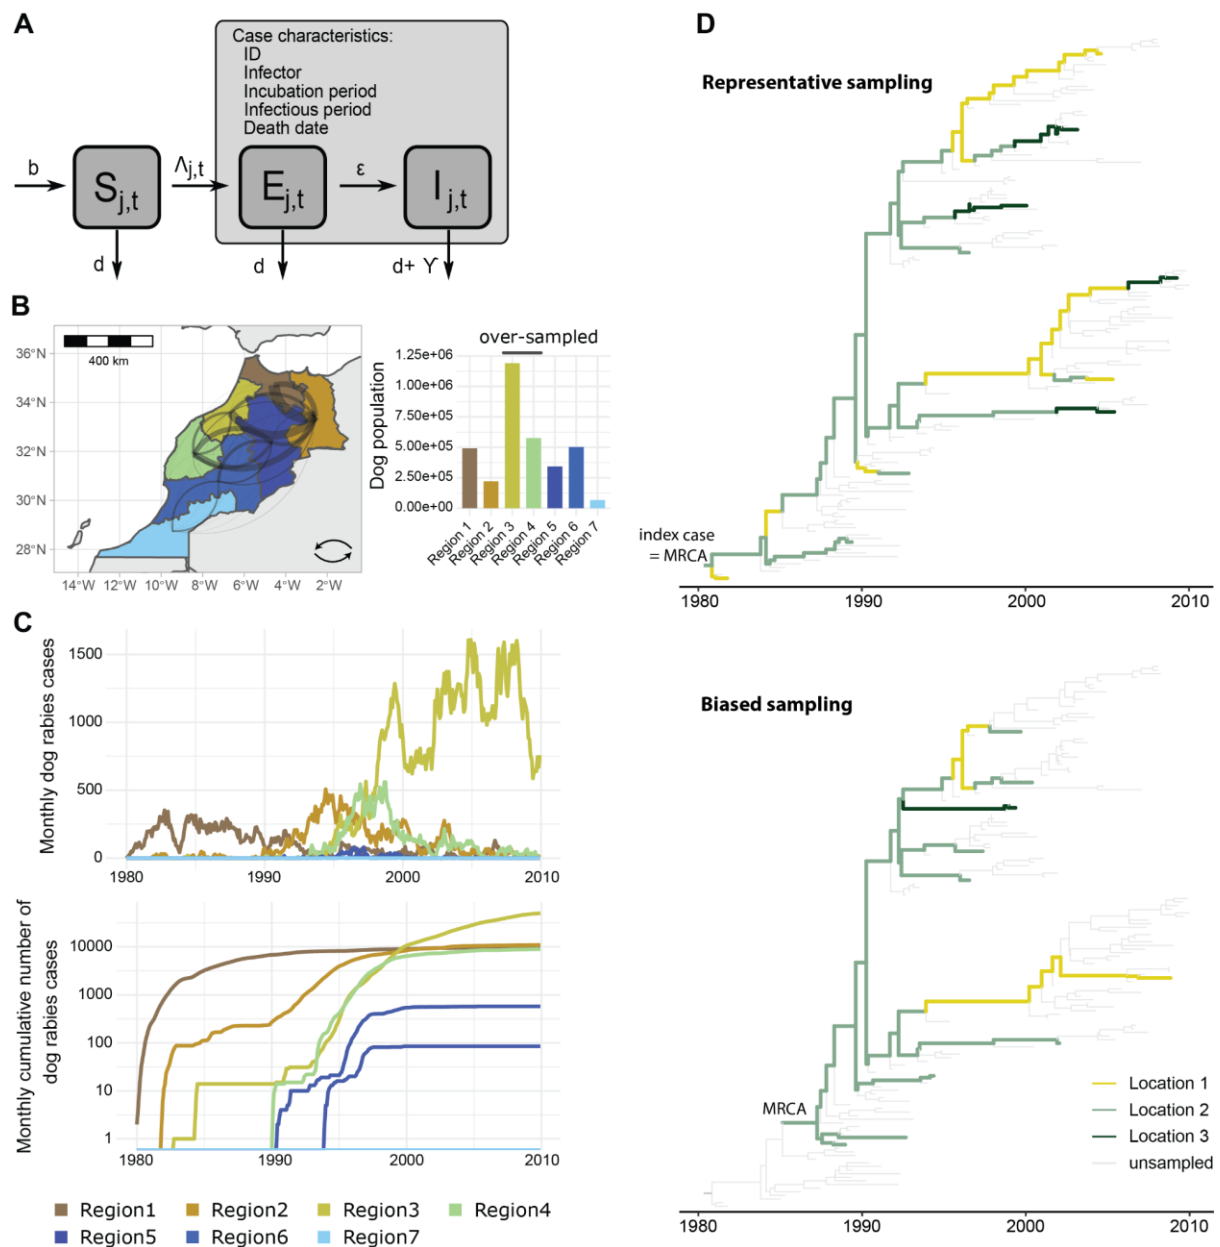 A
Case characteristics:
ID
Infector
Incubation period
Infectious period
Death date
b
S j,t
Λ j,t
E j,t
ε
I j,t
d
d
d+ ϒ
B
400 km
36°N
34°N
32°N
30°N
28°N
14°W 12°W 10°W 8°W 6°W 4°W 2°W
over-sampled
Dog population
1.25e+06
1.00e+06
7.50e+05
5.00e+05
2.50e+05
0.00e+00
Region 1 Region 2 Region 3 Region 4 Region 5 Region 6 Region 7
C
Monthly dog rabies cases
1500
1000
500
0
1980 1990 2000 2010
Monthly cumulative number of
dog rabies cases
10000
1000
100
10
1
1980 1990 2000 2010
Region1 Region2 Region3 Region4
Region5 Region6 Region7
D
Representative sampling
index case
= MRCA
1980 1990 2000 2010
Biased sampling
MRCA
Location 1
Location 2
Location 3
unsampled
1980 1990 2000 2010